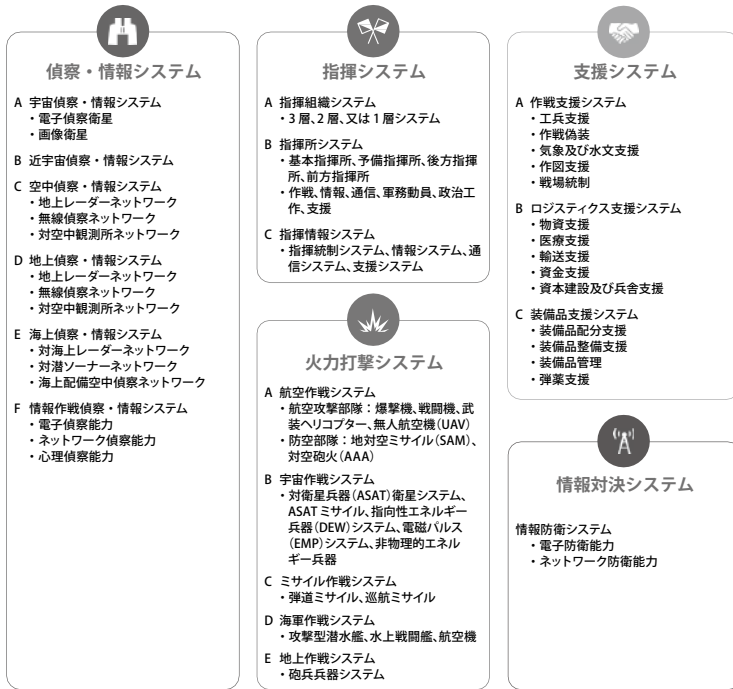 偵察・情報システム
A 宇宙偵察・情報システム
・電子偵察衛星
・画像衛星
B 近宇宙偵察・情報システム
C 空中偵察・情報システム
・地上レーダーネットワーク
・無線偵察ネットワーク
・対空中観測所ネットワーク
D 地上偵察・情報システム
・地上レーダーネットワーク
・無線偵察ネットワーク
・対空中観測所ネットワーク
E 海上偵察・情報システム
・対海上レーダーネットワーク
・対潜ソーナーネットワーク
・海上配備空中偵察ネットワーク
F 情報作戦偵察・情報システム
・電子偵察能力
・ネットワーク偵察能力
・心理偵察能力
指揮システム
A 指揮組織システム
・3 層、2 層、又は 1 層システム
B 指揮所システム
・基本指揮所、予備指揮所、後方指揮
所、前方指揮所
・作戦、情報、通信、軍務動員、政治工
作、支援
C 指揮情報システム
・指揮統制システム、情報システム、通
信システム、支援システム
火力打撃システム
A 航空作戦システム
・航空攻撃部隊：爆撃機、戦闘機、武
装ヘリコプター、無人航空機（UAV）
・防空部隊：地対空ミサイル（SAM）、
対空砲火（AAA）
B 宇宙作戦システム
・対衛星兵器（ASAT）衛星システム、
ASAT ミサイル、指向性エネルギー
兵器（DEW）システム、電磁パルス
（EMP）システム、非物理的エネル
ギー兵器
C ミサイル作戦システム
・弾道ミサイル、巡航ミサイル
D 海軍作戦システム
・攻撃型潜水艦、水上戦闘艦、航空機
E 地上作戦システム
・砲兵兵器システム
支援システム
A 作戦支援システム
・工兵支援
・作戦偽装
・気象及び水文支援
・作図支援
・戦場統制
B ロジスティクス支援システム
・物資支援
・医療支援
・輸送支援
・資金支援
・資本建設及び兵舎支援
C 装備品支援システム
・装備品配分支援
・装備品整備支援
・装備品管理
・弾薬支援
情報対決システム
情報防衛システム
・電子防衛能力
・ネットワーク防衛能力